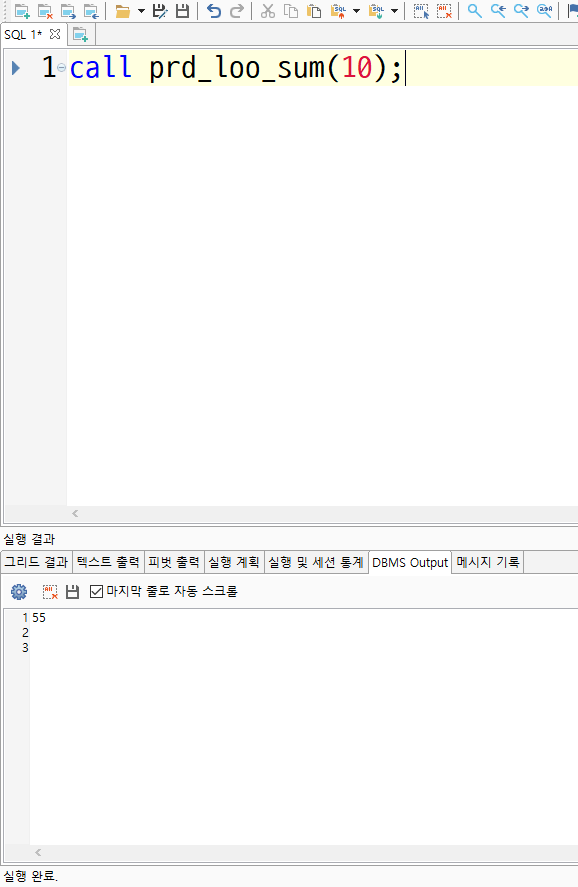 SQL 1*
1 call prd_loo_sum(10);
실행 결과
그리드 결과 텍스트 출력 피벗 출력 실행 계획 실행 및 세션 통계 DBMS Output 메시지 기록
마지막 줄로 자동 스크롤
1 55
2
3
실행 완료.